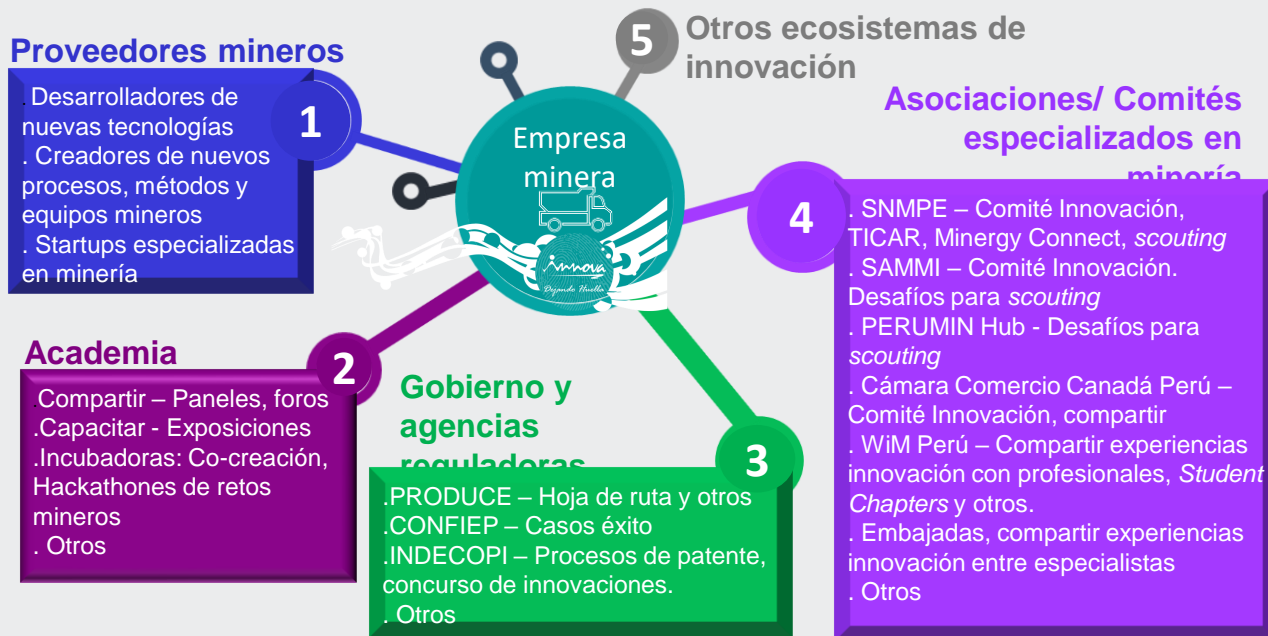 Proveedores mineros
1
. Desarrolladores de
nuevas tecnologías
. Creadores de nuevos
procesos, métodos y
equipos mineros
. Startups especializadas
en minería
Empresa
minera
innova
Dejando Huella
5
Otros ecosistemas de
innovación
Asociaciones/ Comités
especializados en
minería
4
. SNMPE – Comité Innovación,
TICAR, Minergy Connect, scouting
. SAMMI – Comité Innovación.
Desafíos para scouting
. PERUMIN Hub - Desafíos para
scouting
. Cámara Comercio Canadá Perú –
Comité Innovación, compartir
. WiM Perú – Compartir experiencias
innovación con profesionales, Student
Chapters y otros.
. Embajadas, compartir experiencias
innovación entre especialistas
. Otros
Academia
2
.Compartir – Paneles, foros
.Capacitar - Exposiciones
.Incubadoras: Co-creación,
Hackathones de retos
mineros
. Otros
Gobierno y
agencias
reguladoras
3
.PRODUCE – Hoja de ruta y otros
.CONFIEP – Casos éxito
.INDECOPI – Procesos de patente,
concurso de innovaciones.
. Otros